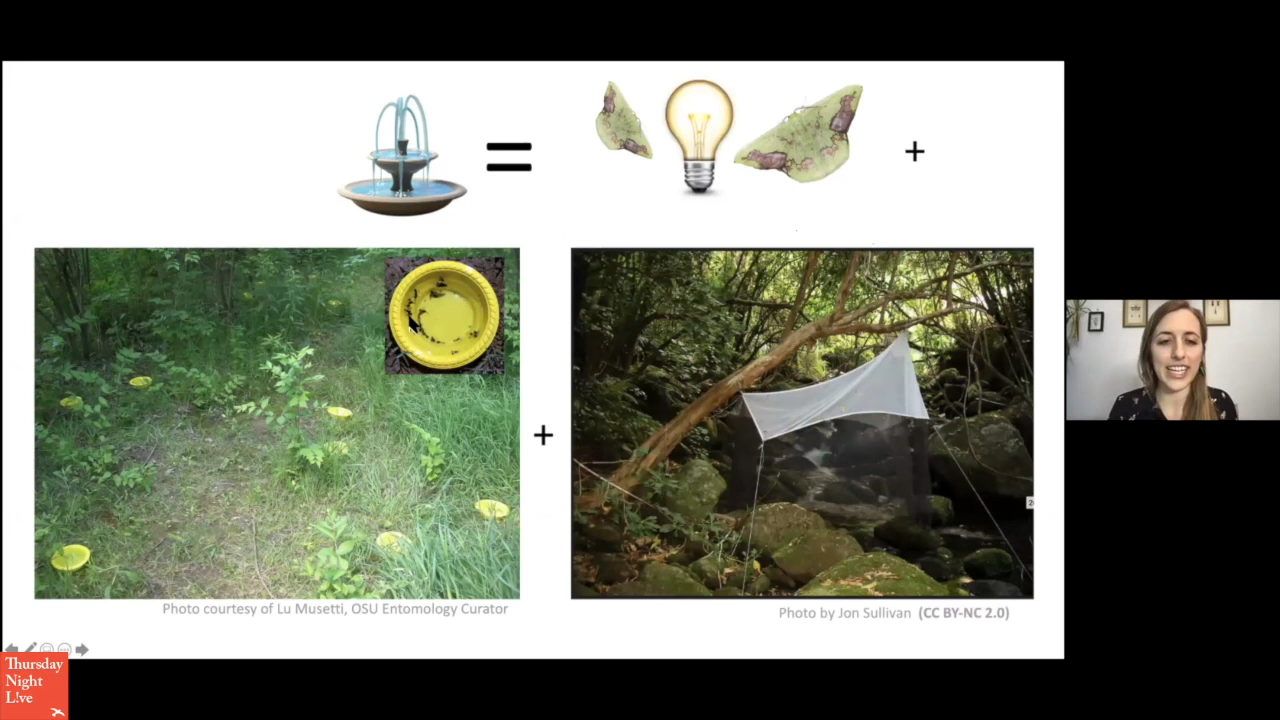 =
+
+
Photo courtesy of Lu Musetti, OSU Entomology Curator
Photo by Jon Sullivan (CC BY-NC 2.0)
Thursday
Night
L!ve